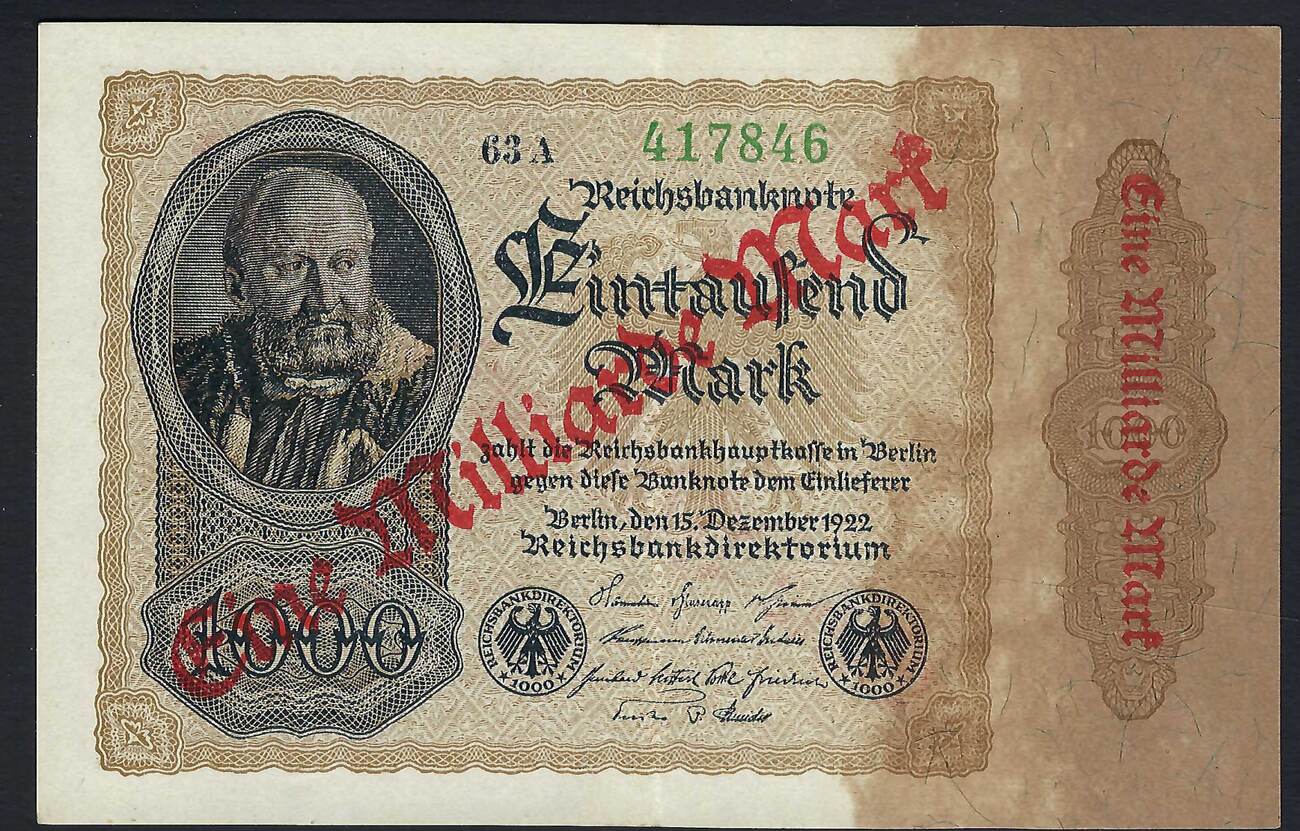 63 A 417846
Reichsbanknote
Eintausend
Mark
zahlt die Reichsbankhauptkasse in Berlin
gegen diese Banknote dem Einlieferer
Berlin, den 15. Dezember 1922
Reichsbankdirektorium
Eine Milliarde Mark
1000
REICHSBANKDIREKTORIUM
1000
REICHSBANKDIREKTORIUM
1000
Eine Milliarde Mark
1000